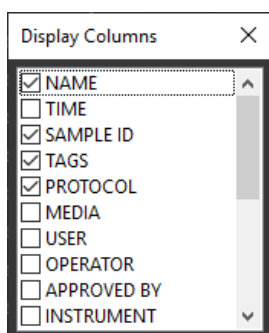 Display Columns
NAME
TIME
SAMPLE ID
TAGS
PROTOCOL
MEDIA
USER
OPERATOR
APPROVED BY
INSTRUMENT